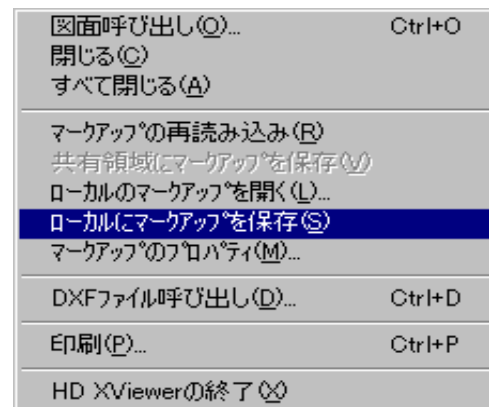 図面呼び出し(O)... Ctrl+O
閉じる(C)
すべて閉じる(A)
マークアップの再読み込み(R)
共有領域にマークアップを保存(V)
ローカルのマークアップを開く(L)...
ローカルにマークアップを保存(S)
マークアップのプロパティ(M)...
DXFファイル呼び出し(D)... Ctrl+D
印刷(P)... Ctrl+P
HD XViewerの終了(X)